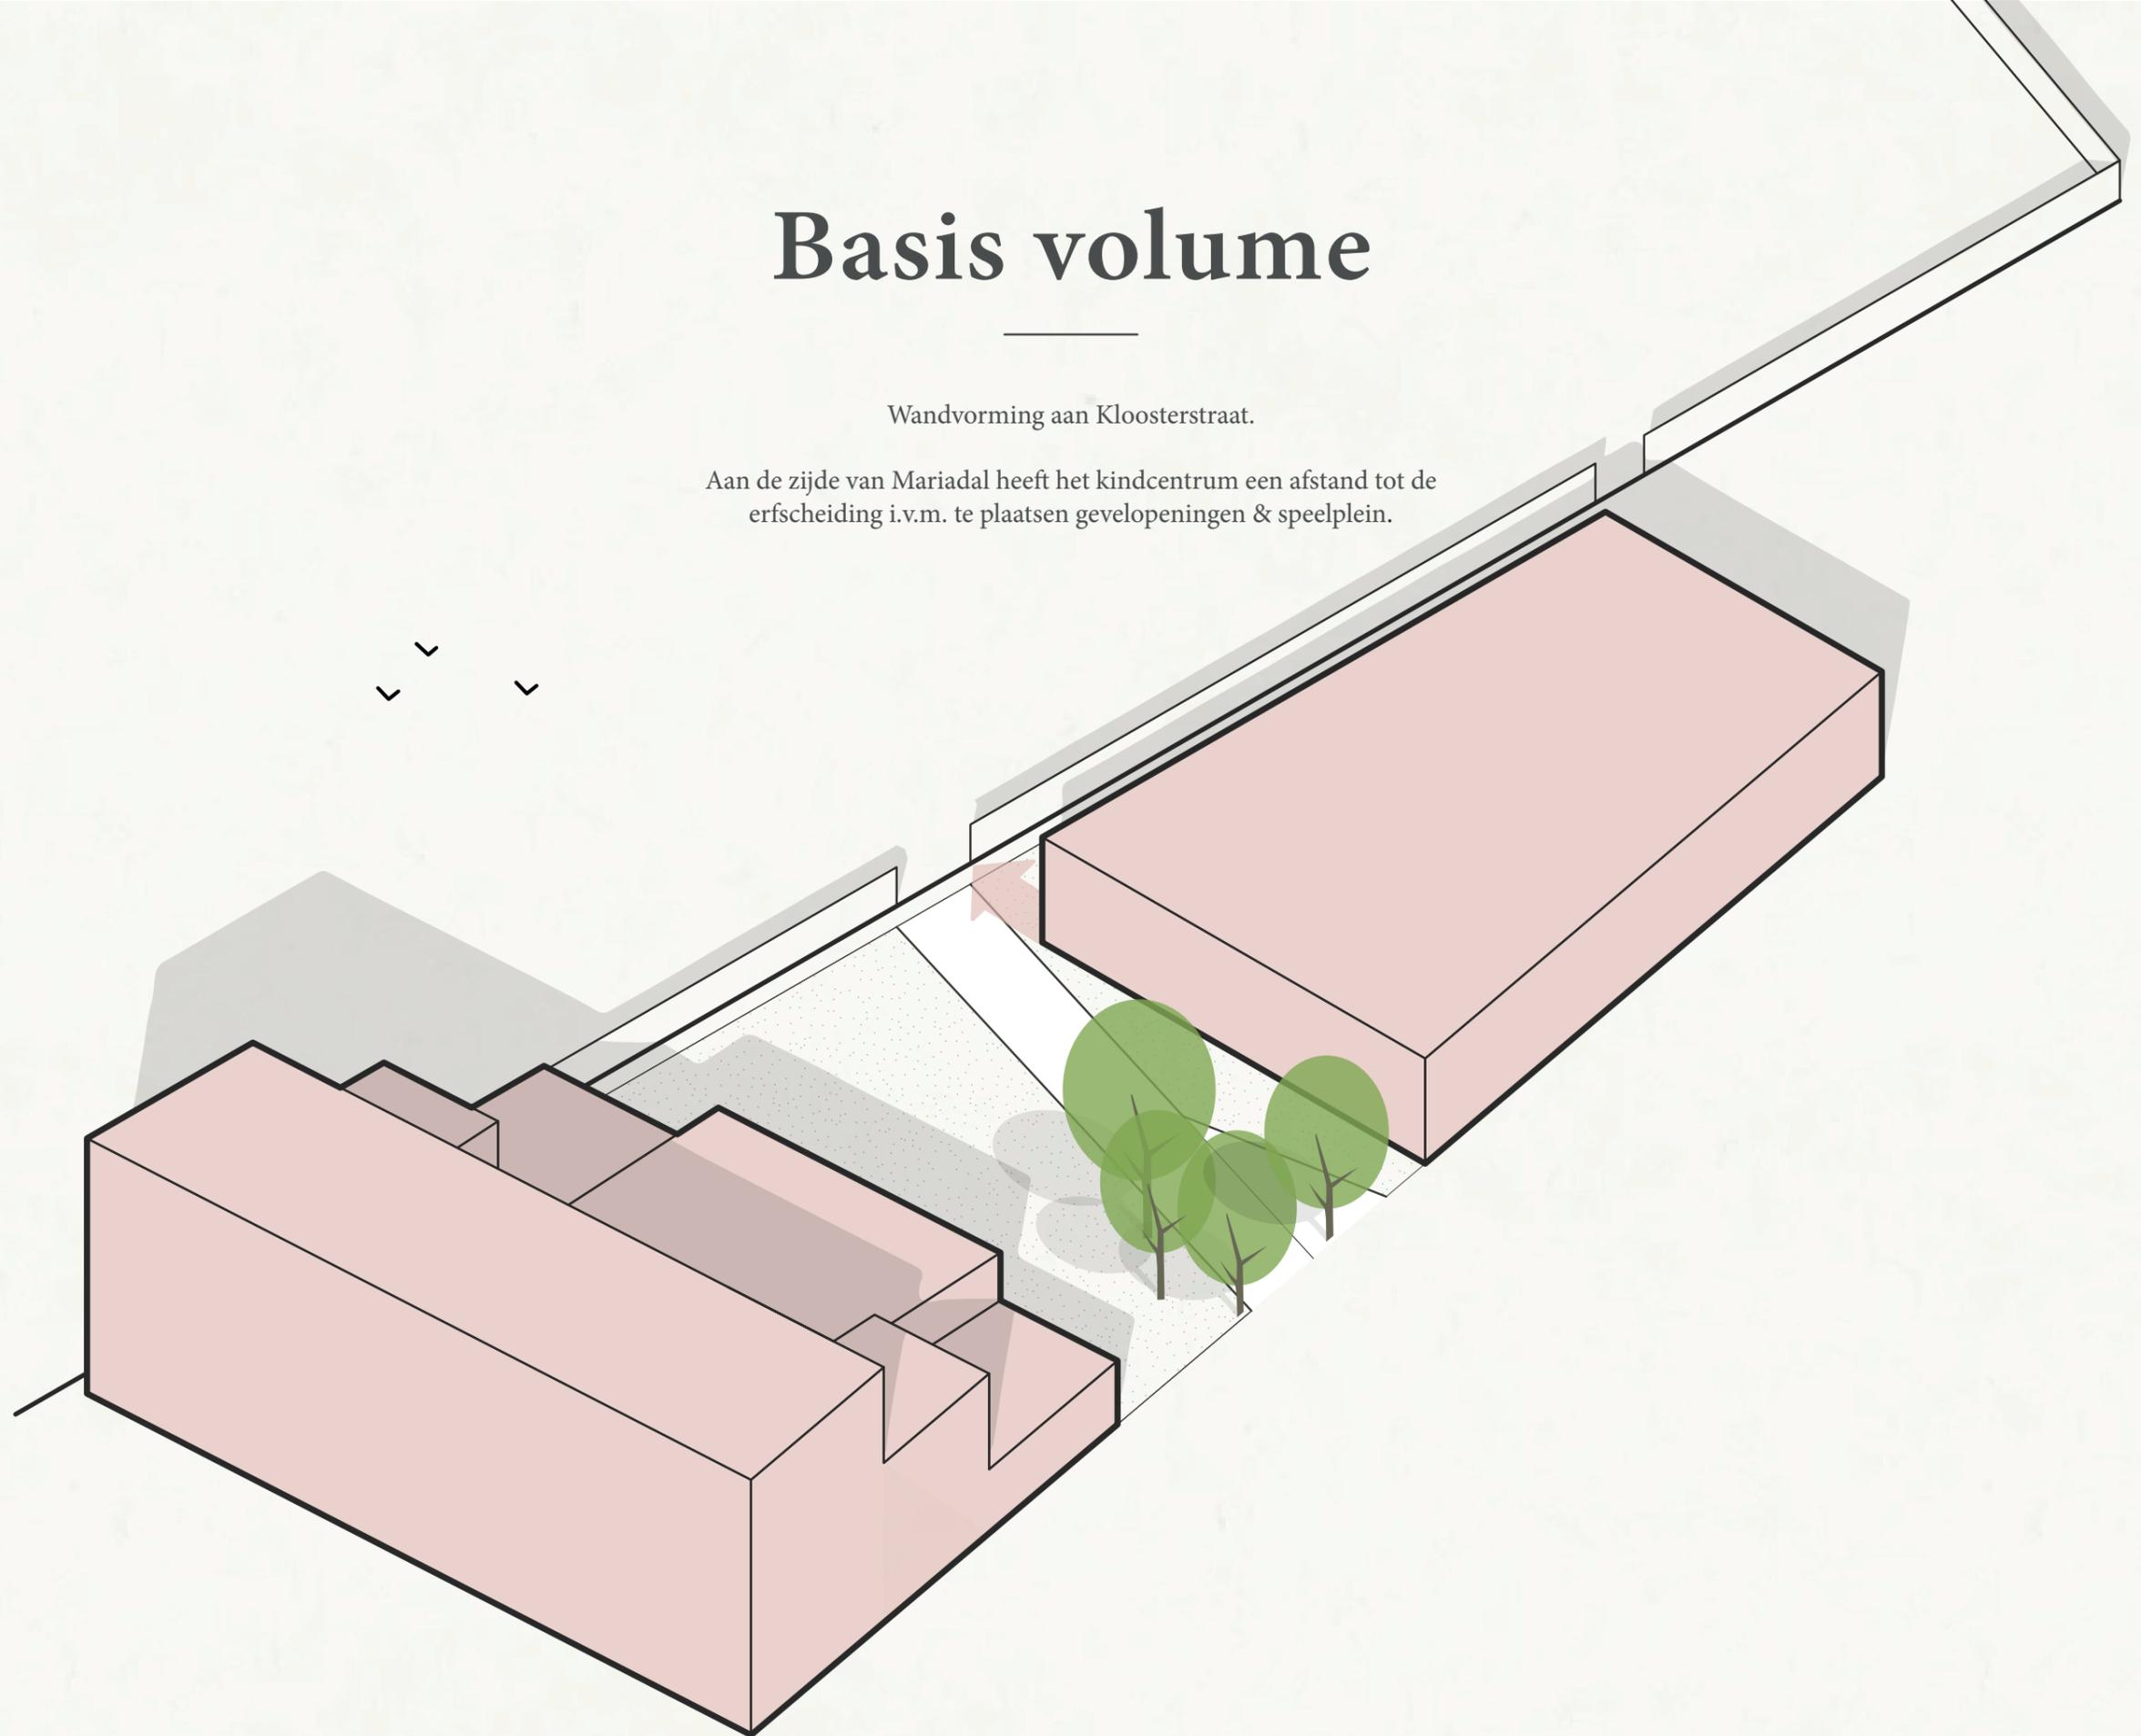 Basis volume
Wandvorming aan Kloosterstraat.
Aan de zijde van Mariadal heeft het kindcentrum een afstand tot de
erfscheiding i.v.m. te plaatsen gevelopeningen & speelplein.